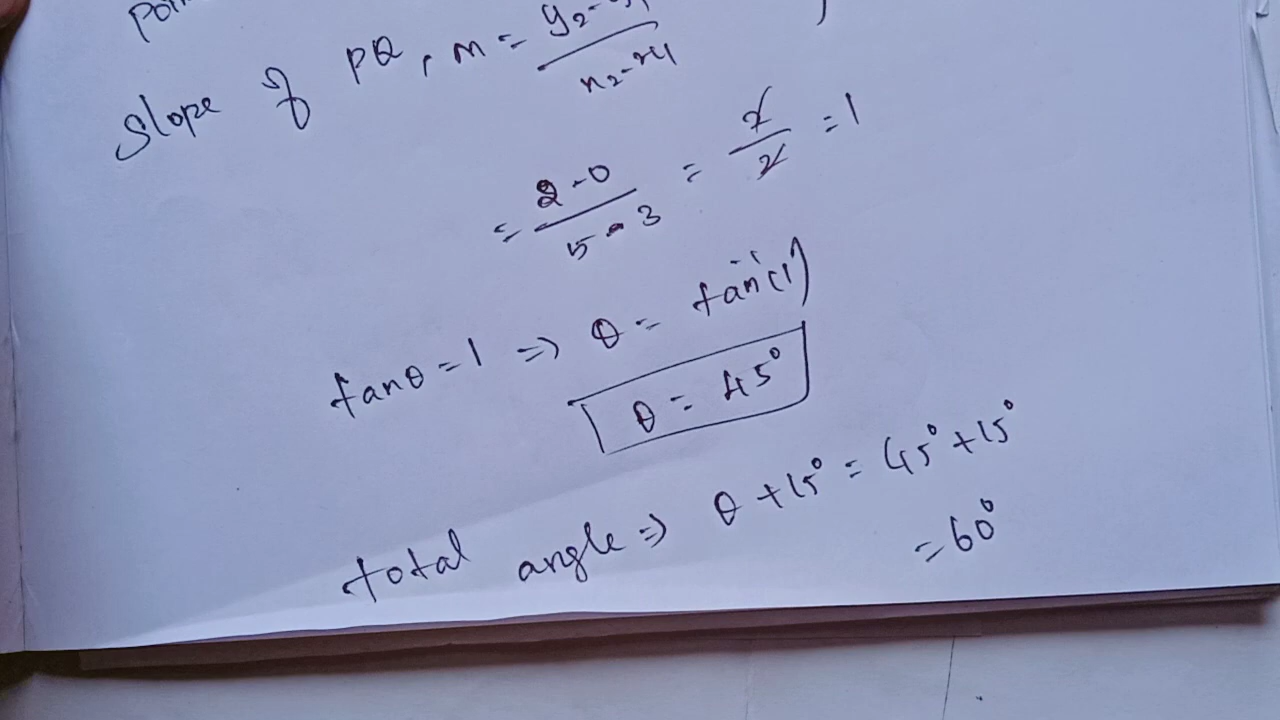 Slope of PQ, m = y₂-y₁/x₂-x₁
= 2-0/5-3 = 2/2 = 1
tanθ = 1 ⇒ θ = tan⁻¹(1)
θ = 45°
total angle ⇒ θ + 15° = 45° + 15°
= 60°